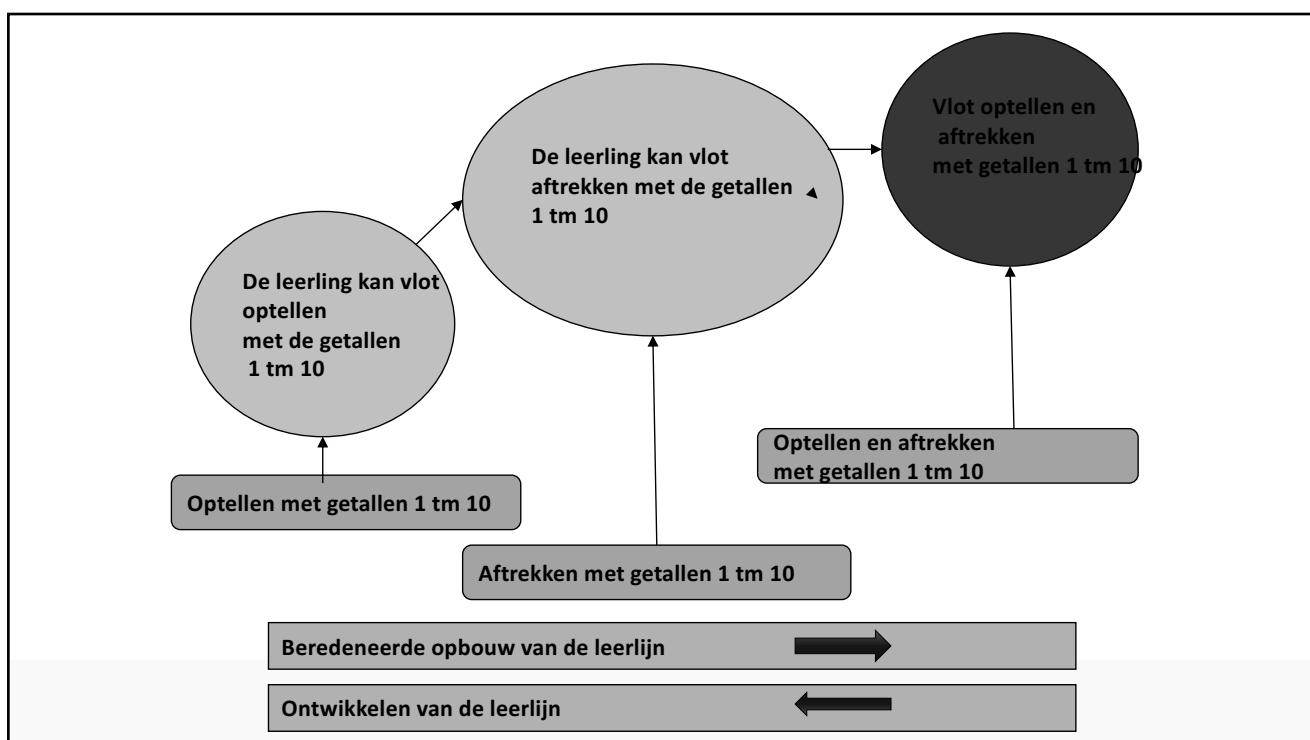 Vlot optellen en
aftrekken
met getallen 1 tm 10
De leerling kan vlot
aftrekken met de getallen
1 tm 10
De leerling kan vlot
optellen
met de getallen
1 tm 10
Optellen en aftrekken
met getallen 1 tm 10
Optellen met getallen 1 tm 10
Aftrekken met getallen 1 tm 10
Beredeneerde opbouw van de leerlijn
Ontwikkelen van de leerlijn